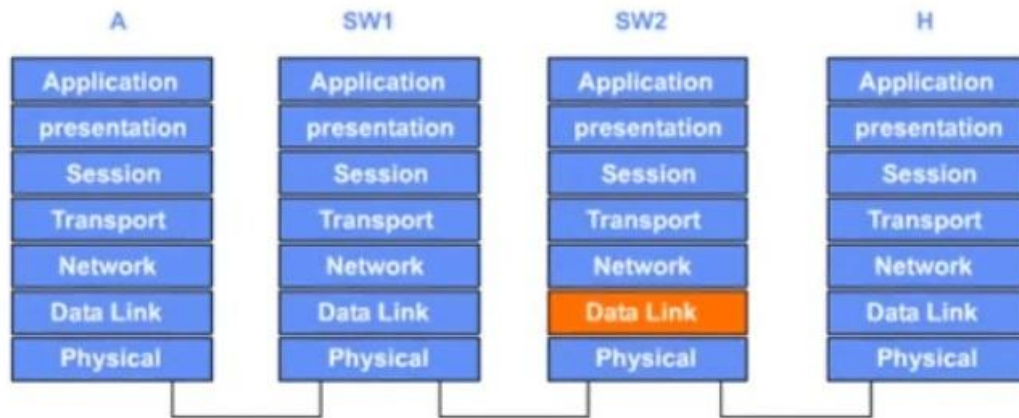 A SW1 SW2 H
Application Application Application Application
presentation presentation presentation presentation
Session Session Session Session
Transport Transport Transport Transport
Network Network Network Network
Data Link Data Link Data Link Data Link
Physical Physical Physical Physical